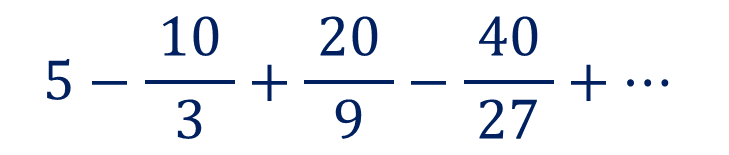 5 − 10/3 + 20/9 − 40/27 + ⋯